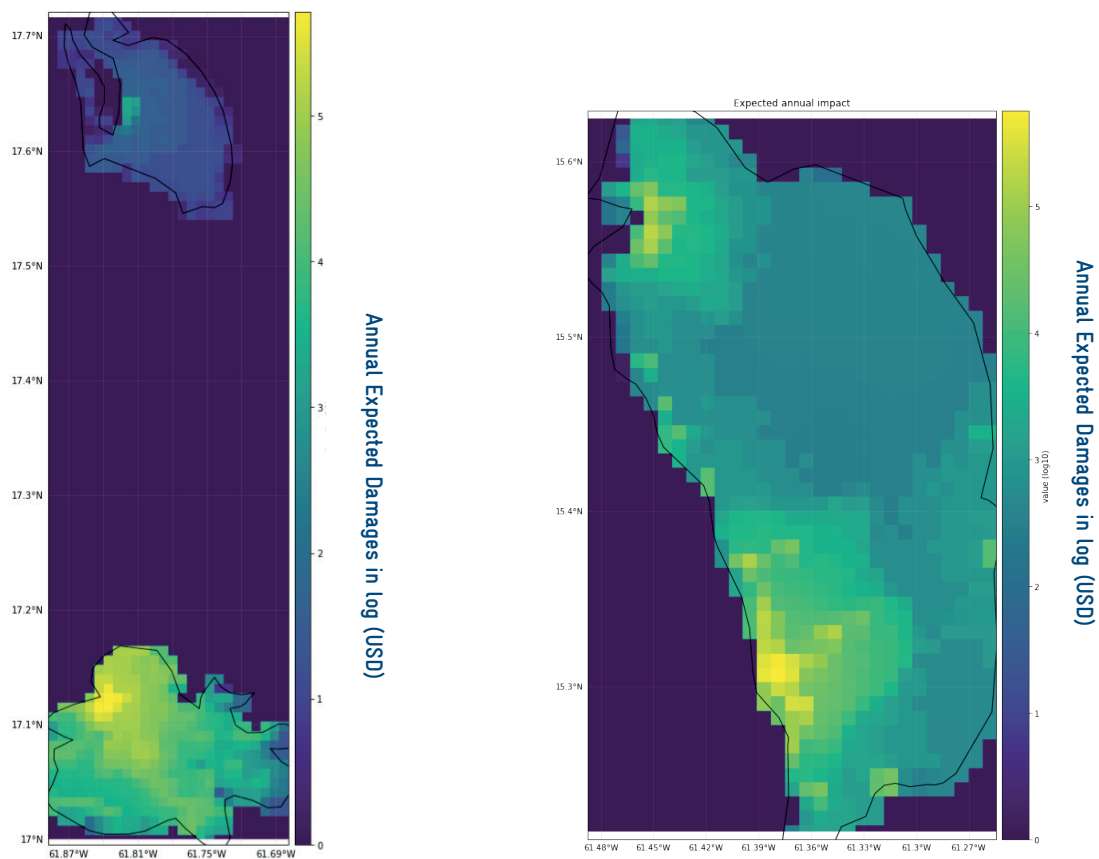 17.7°N
17.6°N
17.5°N
17.4°N
17.3°N
17.2°N
17.1°N
17°N
61.87°W
61.81°W
61.75°W
61.69°W
5
4
3
2
1
0
Annual Expected Damages in log (USD)
Expected annual impact
15.6°N
15.5°N
15.4°N
15.3°N
61.48°W
61.45°W
61.42°W
61.39°W
61.36°W
61.33°W
61.3°W
61.27°W
5
4
3
2
1
0
value (log10)
Annual Expected Damages in log (USD)